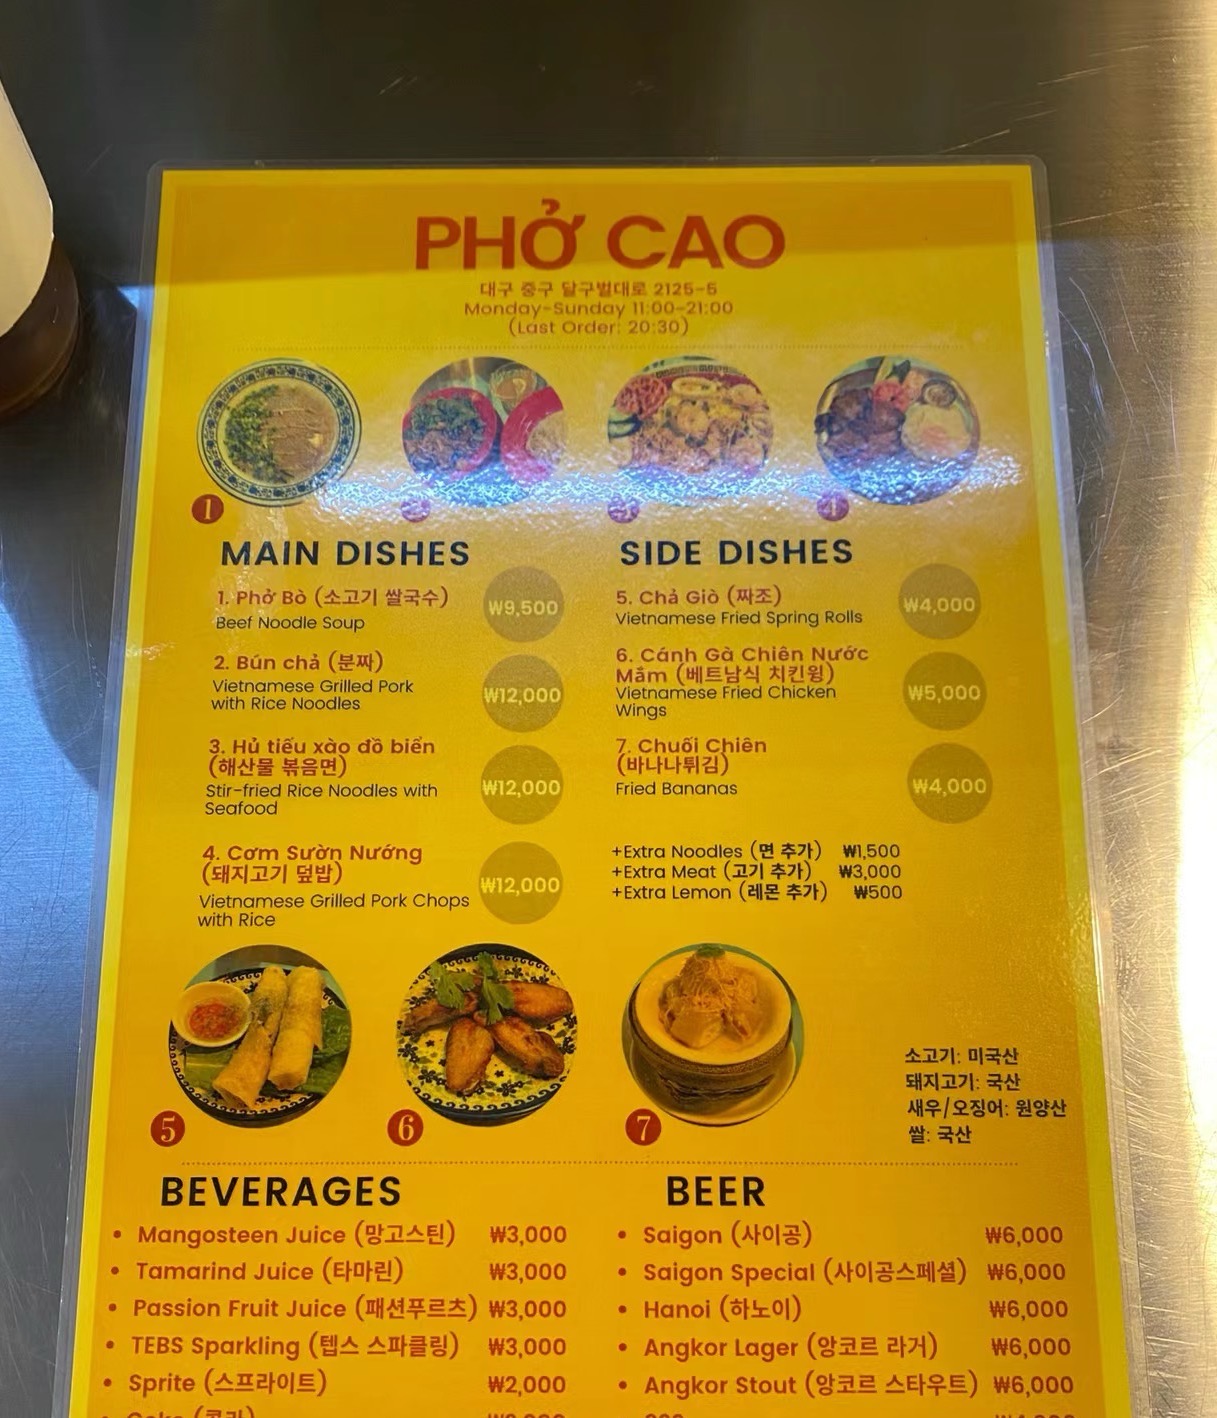 PHỞ CAO
대구 중구 달구벌대로 2125-5
Monday-Sunday 11:00-21:00
(Last Order: 20:30)
1
2
3
4
MAIN DISHES
1. Phở Bò (소고기 쌀국수) ₩9,500
Beef Noodle Soup
2. Bún chả (분짜)
Vietnamese Grilled Pork ₩12,000
with Rice Noodles
3. Hủ tiếu xào đồ biển
(해산물 볶음면)
Stir-fried Rice Noodles with ₩12,000
Seafood
4. Cơm Sườn Nướng
(돼지고기 덮밥) ₩12,000
Vietnamese Grilled Pork Chops
with Rice
SIDE DISHES
5. Chả Giò (짜조) ₩4,000
Vietnamese Fried Spring Rolls
6. Cánh Gà Chiên Nước
Mắm (베트남식 치킨윙)
Vietnamese Fried Chicken ₩5,000
Wings
7. Chuối Chiên
(바나나튀김)
Fried Bananas ₩4,000
+Extra Noodles (면 추가) ₩1,500
+Extra Meat (고기 추가) ₩3,000
+Extra Lemon (레몬 추가) ₩500
5
6
7
소고기: 미국산
돼지고기: 국산
새우/오징어: 원양산
쌀: 국산
BEVERAGES
• Mangosteen Juice (망고스틴) ₩3,000
• Tamarind Juice (타마린) ₩3,000
• Passion Fruit Juice (패션푸르츠) ₩3,000
• TEBS Sparkling (텝스 스파클링) ₩3,000
• Sprite (스프라이트) ₩2,000
Coke (콜라)
BEER
• Saigon (사이공) ₩6,000
• Saigon Special (사이공스페셜) ₩6,000
• Hanoi (하노이) ₩6,000
• Angkor Lager (앙코르 라거) ₩6,000
• Angkor Stout (앙코르 스타우트) ₩6,000